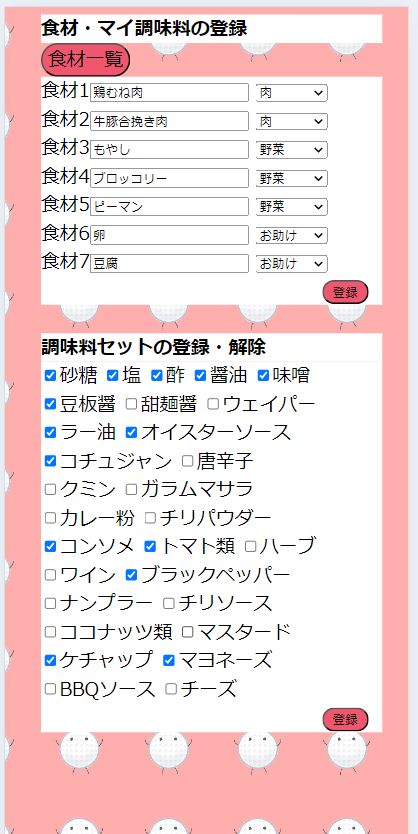 食材・マイ調味料の登録
食材一覧
食材1 鶏むね肉 肉
食材2 牛豚合挽き肉 肉
食材3 もやし 野菜
食材4 ブロッコリー 野菜
食材5 ピーマン 野菜
食材6 卵 お助け
食材7 豆腐 お助け
登録
調味料セットの登録・解除
砂糖 塩 酢 醤油 味噌
豆板醤 甜麺醤 ウェイパー
ラー油 オイスターソース
コチュジャン 唐辛子
クミン ガラムマサラ
カレー粉 チリパウダー
コンソメ トマト類 ハーブ
ワイン ブラックペッパー
ナンプラー チリソース
ココナッツ類 マスタード
ケチャップ マヨネーズ
BBQソース チーズ
登録